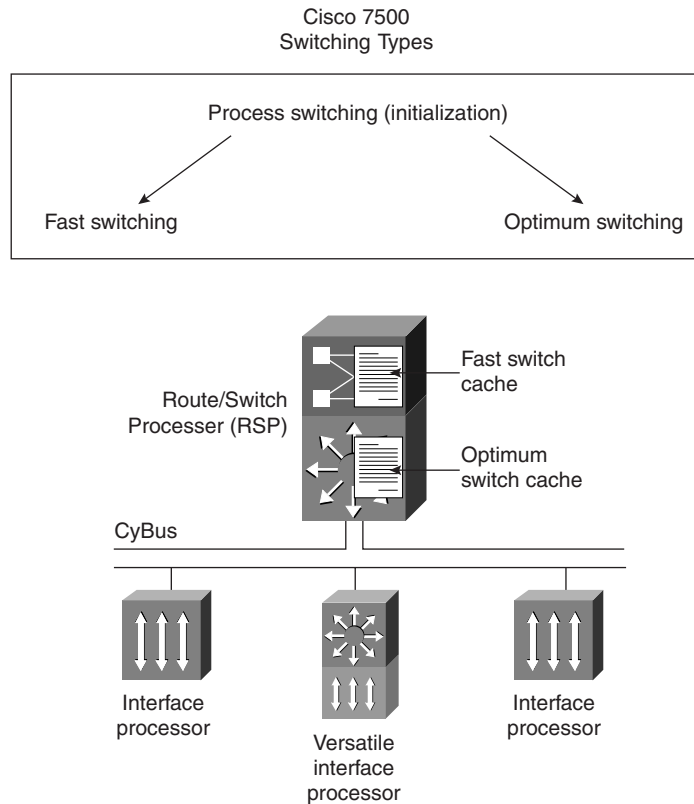 Cisco 7500
Switching Types
Process switching (initialization)
Fast switching
Optimum switching
Fast switch
cache
Route/Switch
Processer (RSP)
Optimum
switch cache
CyBus
Interface
processor
Versatile
interface
processor
Interface
processor